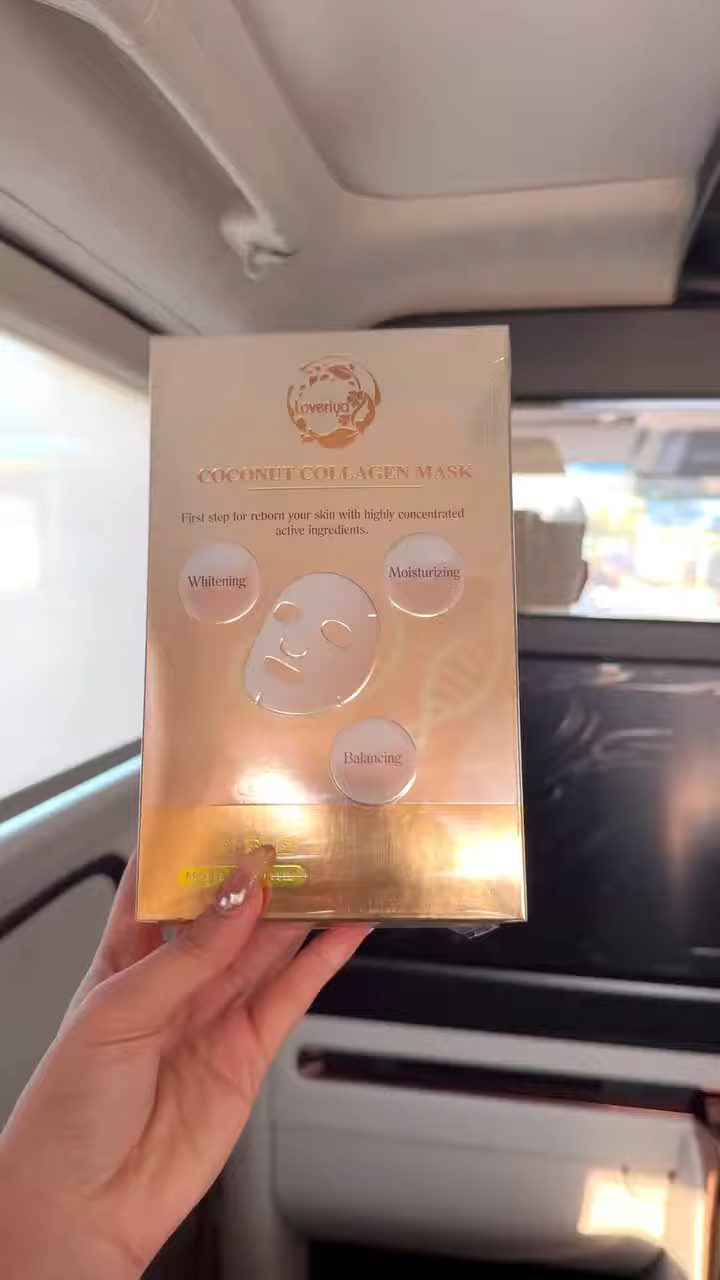 Loveriya
COCONUT COLLAGEN MASK
First step for reborn your skin with highly concentrated
active ingredients.
Whitening
Moisturizing
Balancing